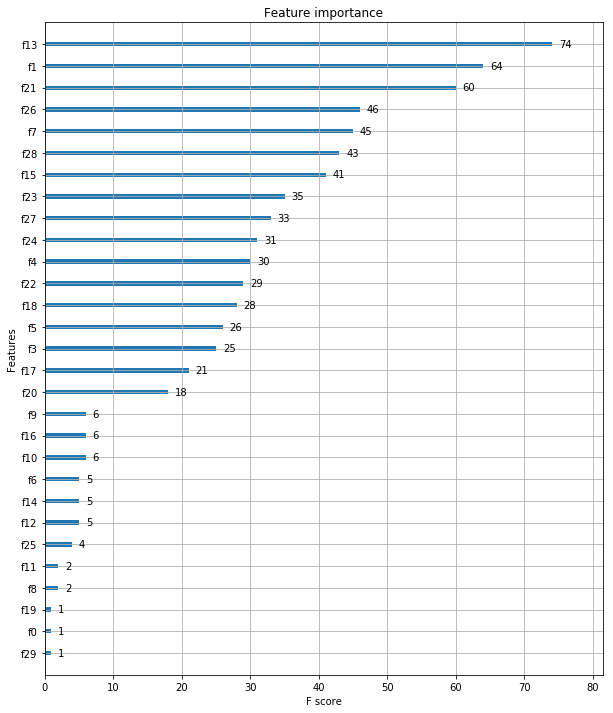 Feature importance
f13 74
f1 64
f21 60
f26 46
f7 45
f28 43
f15 41
f23 35
f27 33
f24 31
f4 30
f22 29
f18 28
f5 26
f3 25
f17 21
f20 18
f9 6
f16 6
f10 6
f6 5
f14 5
f12 5
f25 4
f11 2
f8 2
f19 1
f0 1
f29 1
Features
0 10 20 30 40 50 60 70 80
F score